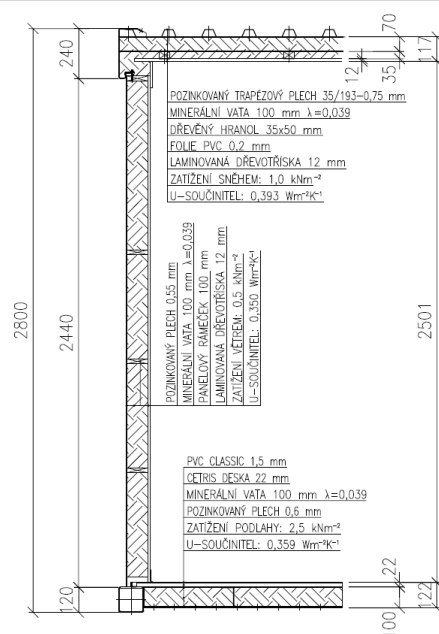 70
240
117
12
35
POZINKOVANÝ TRAPÉZOVÝ PLECH 35/193-0,75 mm
MINERÁLNÍ VATA 100 mm λ=0,039
DŘEVĚNÝ HRANOL 35x50 mm
FOLIE PVC 0,2 mm
LAMINOVANÁ DŘEVOTŘÍSKA 12 mm
ZATÍŽENÍ SNĚHEM: 1,0 kNm⁻²
U-SOUČINITEL: 0,393 Wm⁻²K⁻¹
2800
2440
POZINKOVANÝ PLECH 0,55 mm
MINERÁLNÍ VATA 100 mm λ=0,039
PANELOVÝ RÁMEČEK 100 mm
LAMINOVANÁ DŘEVOTŘÍSKA 12 mm
ZATÍŽENÍ VĚTREM: 0,5 kNm⁻²
U-SOUČINITEL: 0,350 Wm⁻²K⁻¹
2501
PVC CLASSIC 1,5 mm
CETRIS DESKA 22 mm
MINERÁLNÍ VATA 100 mm λ=0,039
POZINKOVANÝ PLECH 0,6 mm
ZATÍŽENÍ PODLAHY: 2,5 kNm⁻²
U-SOUČINITEL: 0,359 Wm⁻²K⁻¹
120
22
122
100